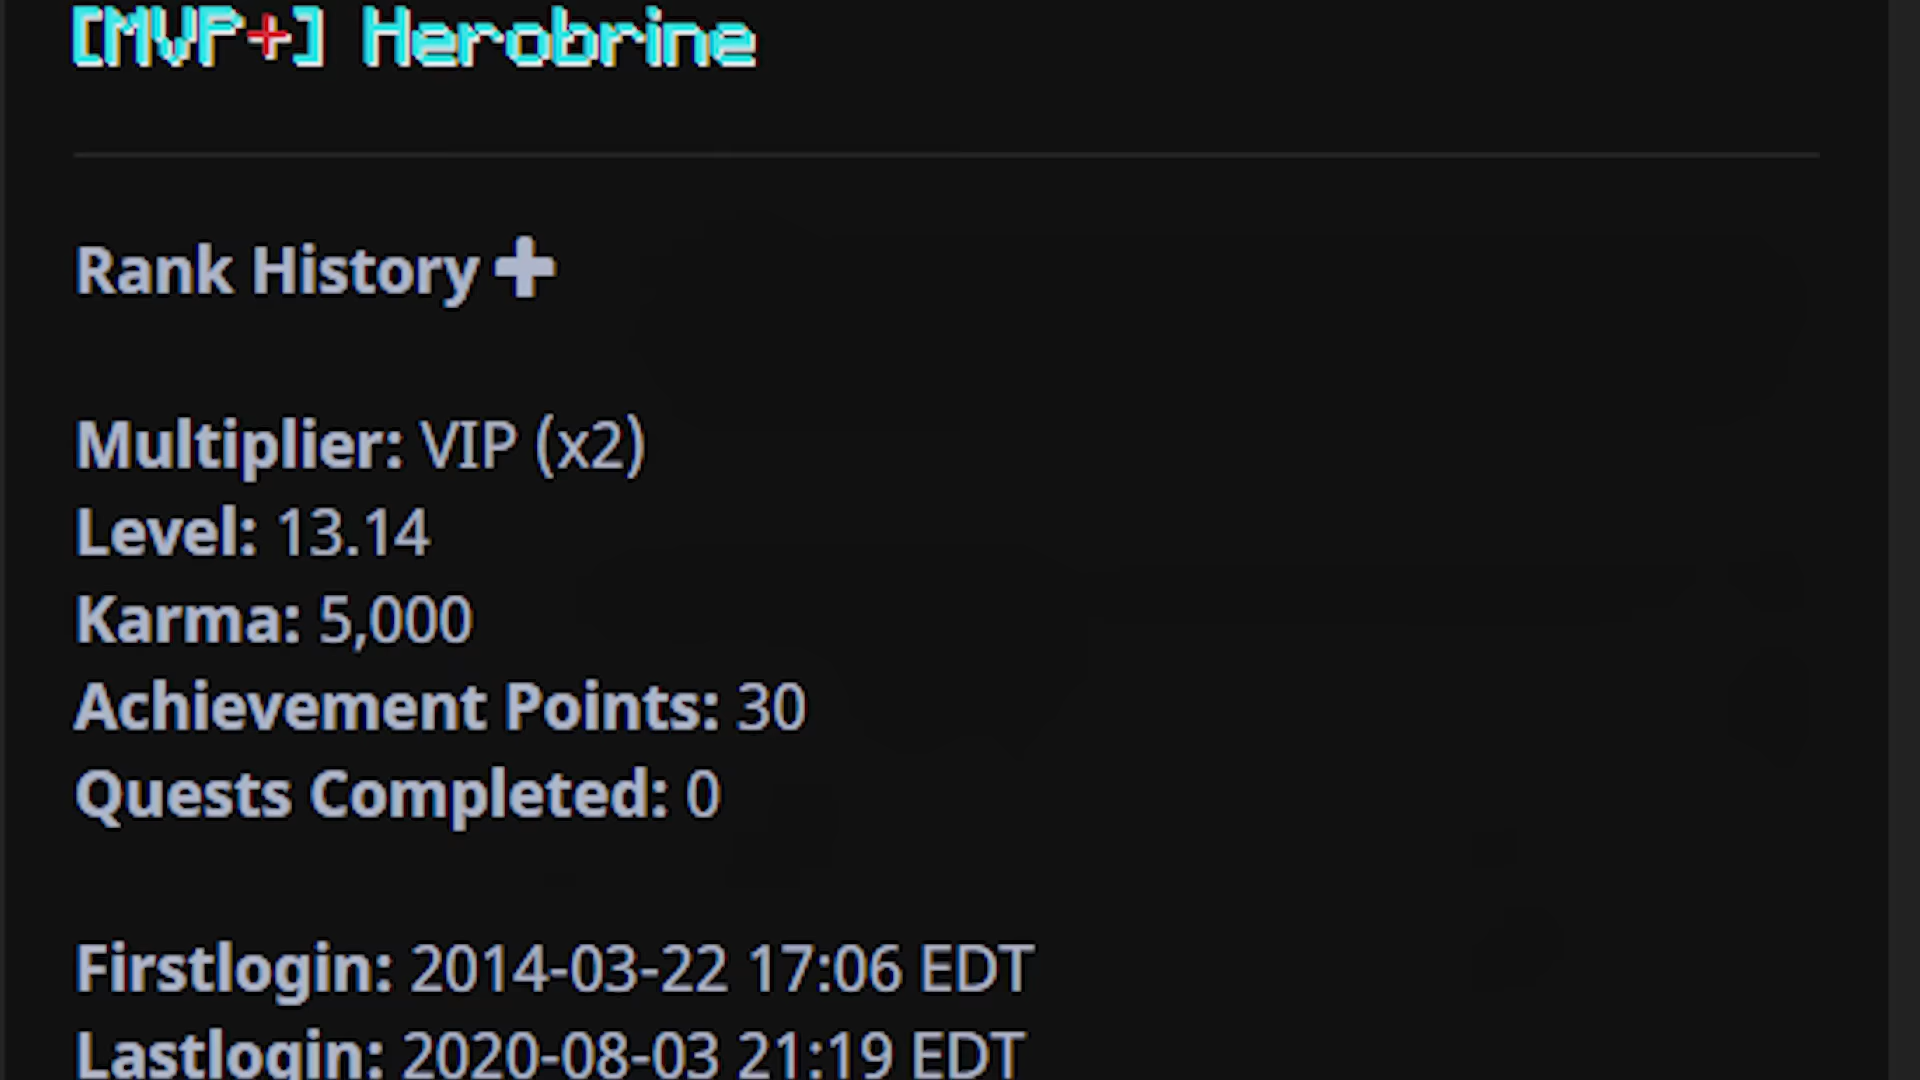 [MVP+] Herobrine
Rank History
Multiplier: VIP (x2)
Level: 13.14
Karma: 5,000
Achievement Points: 30
Quests Completed: 0
Firstlogin: 2014-03-22 17:06 EDT
Lastlogin: 2020-08-03 21:19 EDT